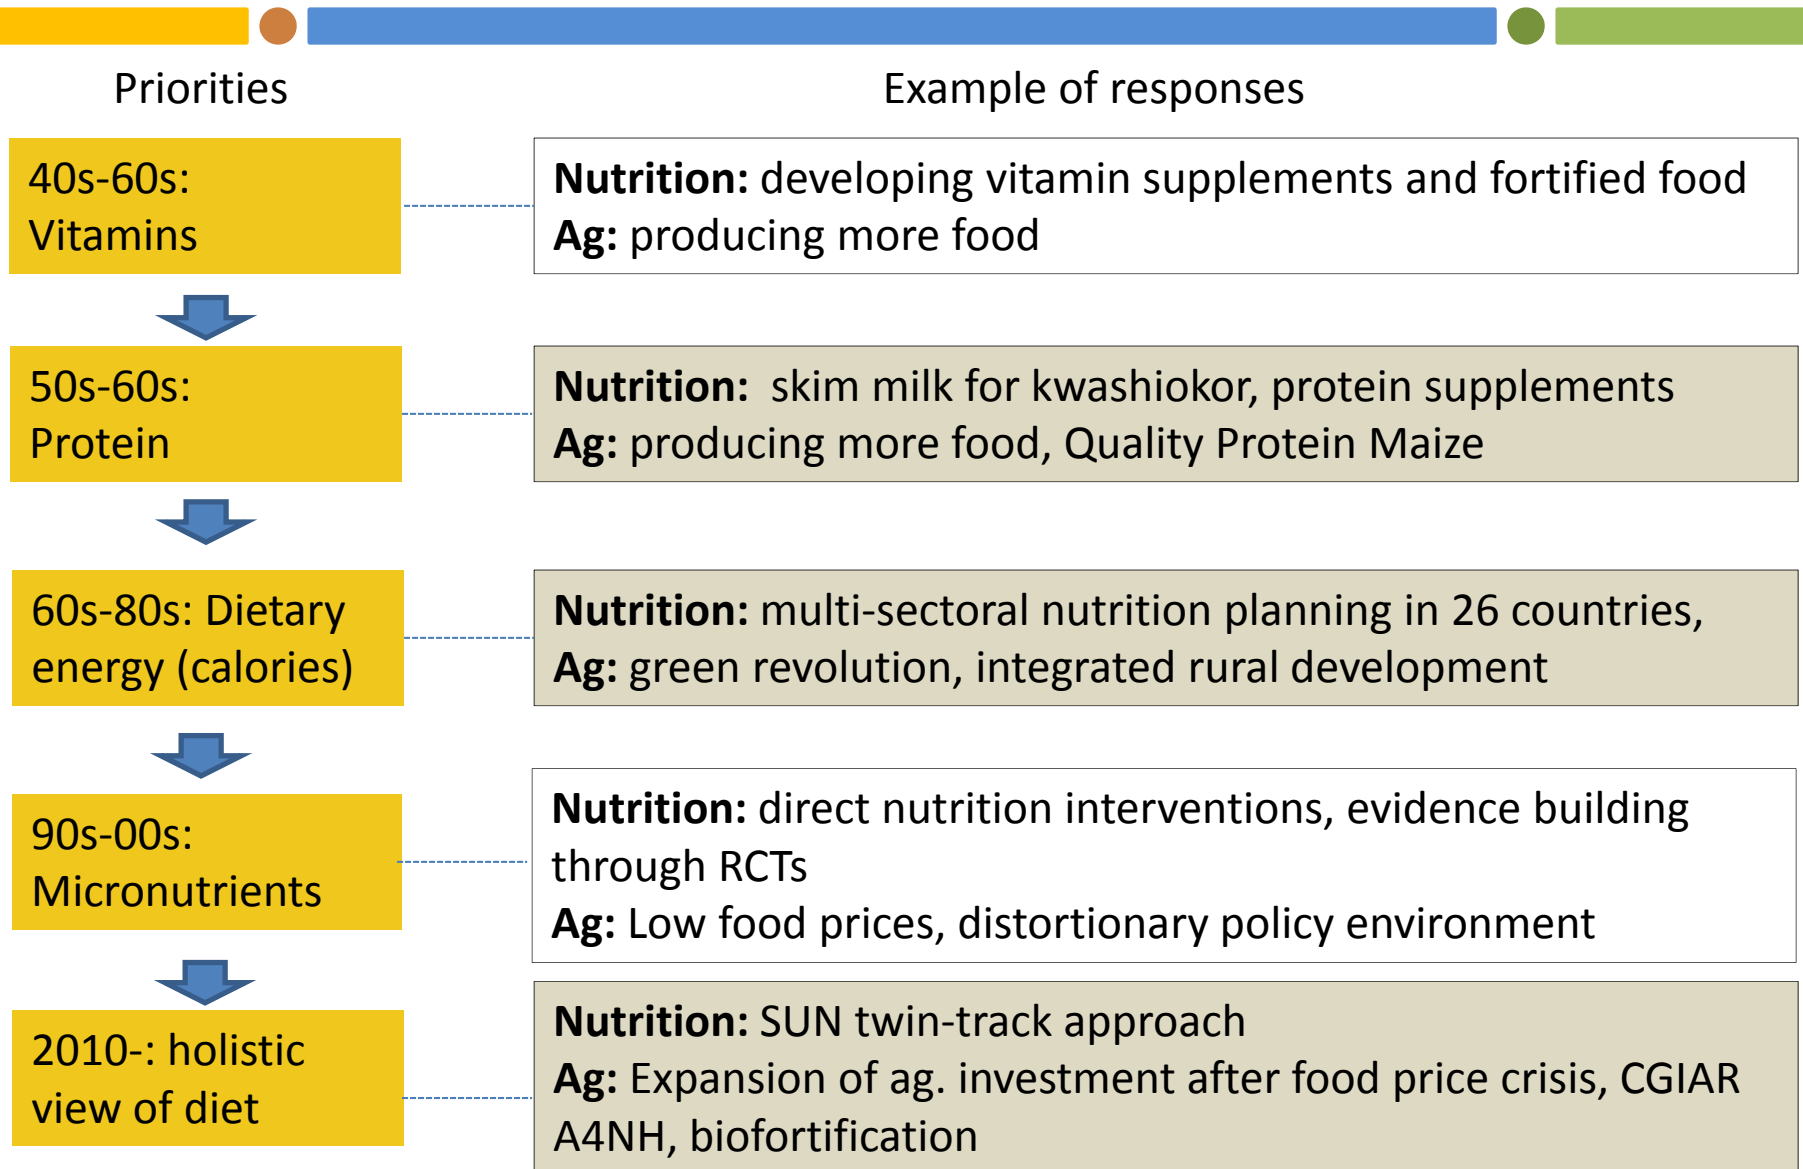 Priorities
Example of responses
40s-60s:
Vitamins
Nutrition: developing vitamin supplements and fortified food
Ag: producing more food
50s-60s:
Protein
Nutrition: skim milk for kwashiokor, protein supplements
Ag: producing more food, Quality Protein Maize
60s-80s: Dietary
energy (calories)
Nutrition: multi-sectoral nutrition planning in 26 countries,
Ag: green revolution, integrated rural development
90s-00s:
Micronutrients
Nutrition: direct nutrition interventions, evidence building
through RCTs
Ag: Low food prices, distortionary policy environment
2010-: holistic
view of diet
Nutrition: SUN twin-track approach
Ag: Expansion of ag. investment after food price crisis, CGIAR
A4NH, biofortification